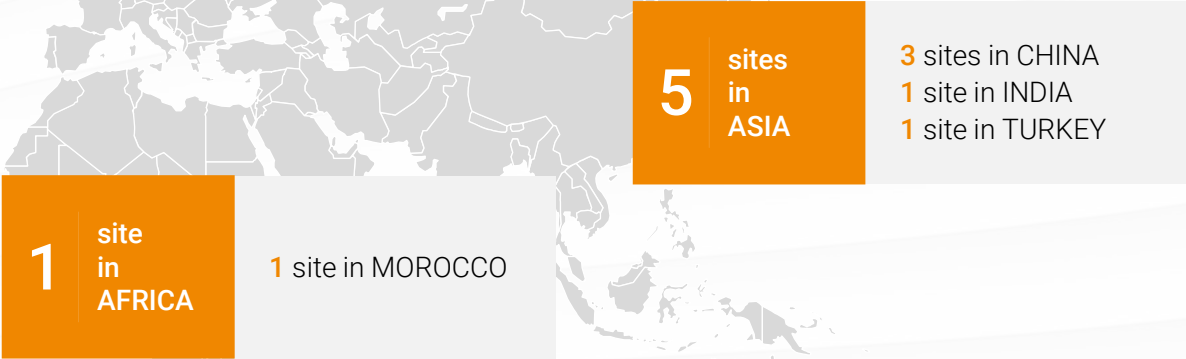 5
sites
in
ASIA
3 sites in CHINA
1 site in INDIA
1 site in TURKEY
1
site
in
AFRICA
1 site in MOROCCO